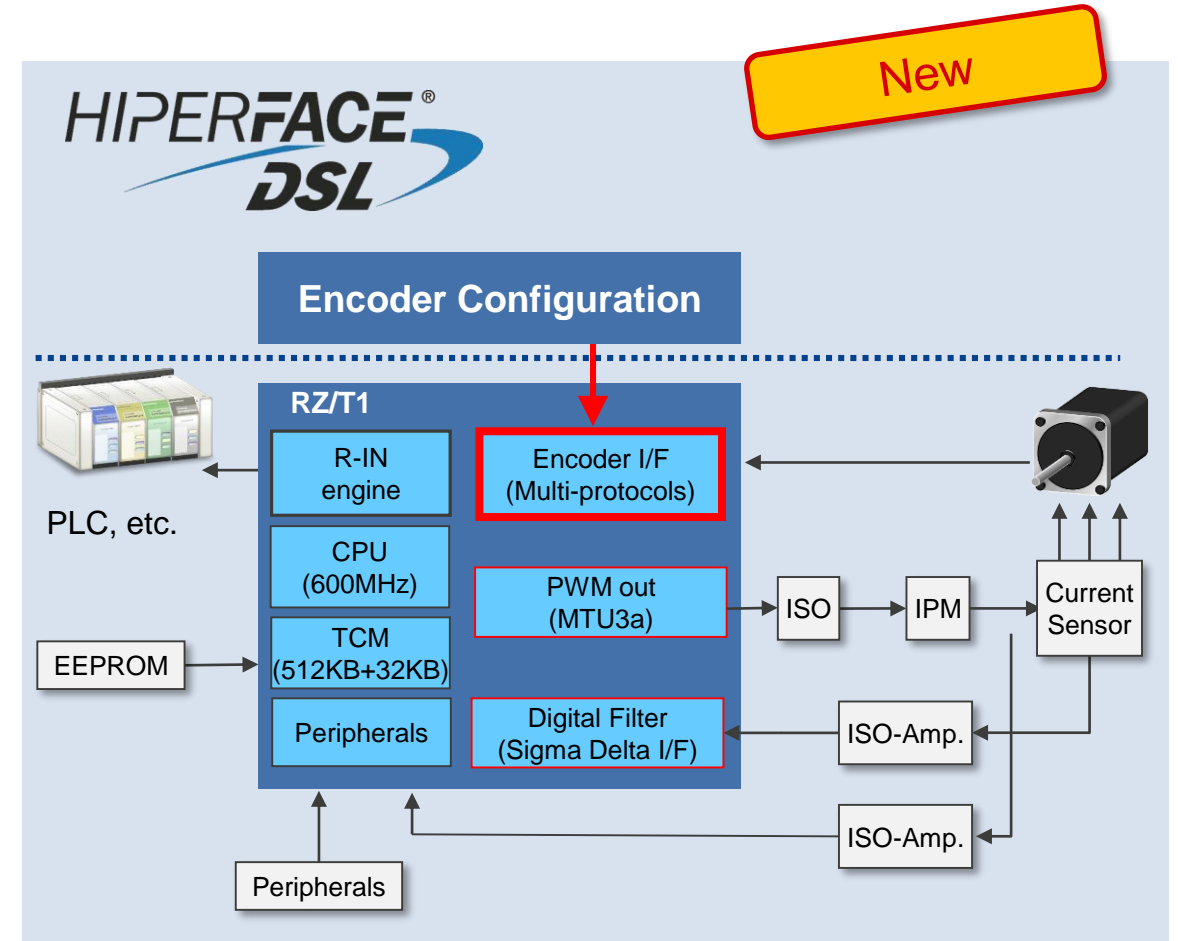 New
HIPERFACE®
DSL
Encoder Configuration
RZ/T1
R-IN
engine
Encoder I/F
(Multi-protocols)
PLC, etc.
CPU
(600MHz)
PWM out
(MTU3a)
ISO
IPM
Current
Sensor
TCM
(512KB+32KB)
EEPROM
Peripherals
Digital Filter
(Sigma Delta I/F)
ISO-Amp.
ISO-Amp.
Peripherals